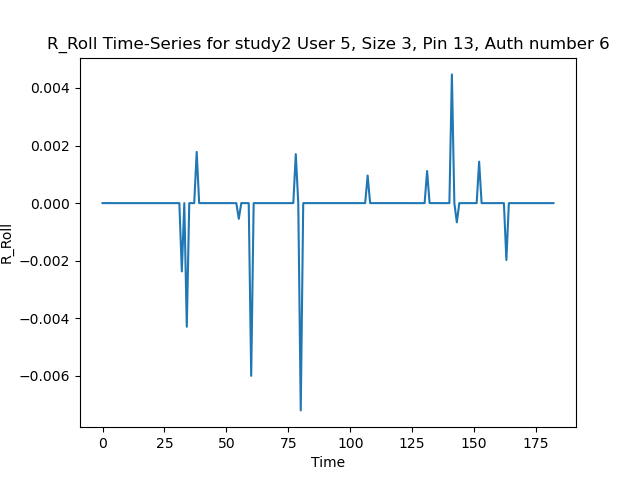 R_Roll Time-Series for study2 User 5, Size 3, Pin 13, Auth number 6
0.004
0.002
0.000
−0.002
−0.004
−0.006
R_Roll
0 25 50 75 100 125 150 175
Time